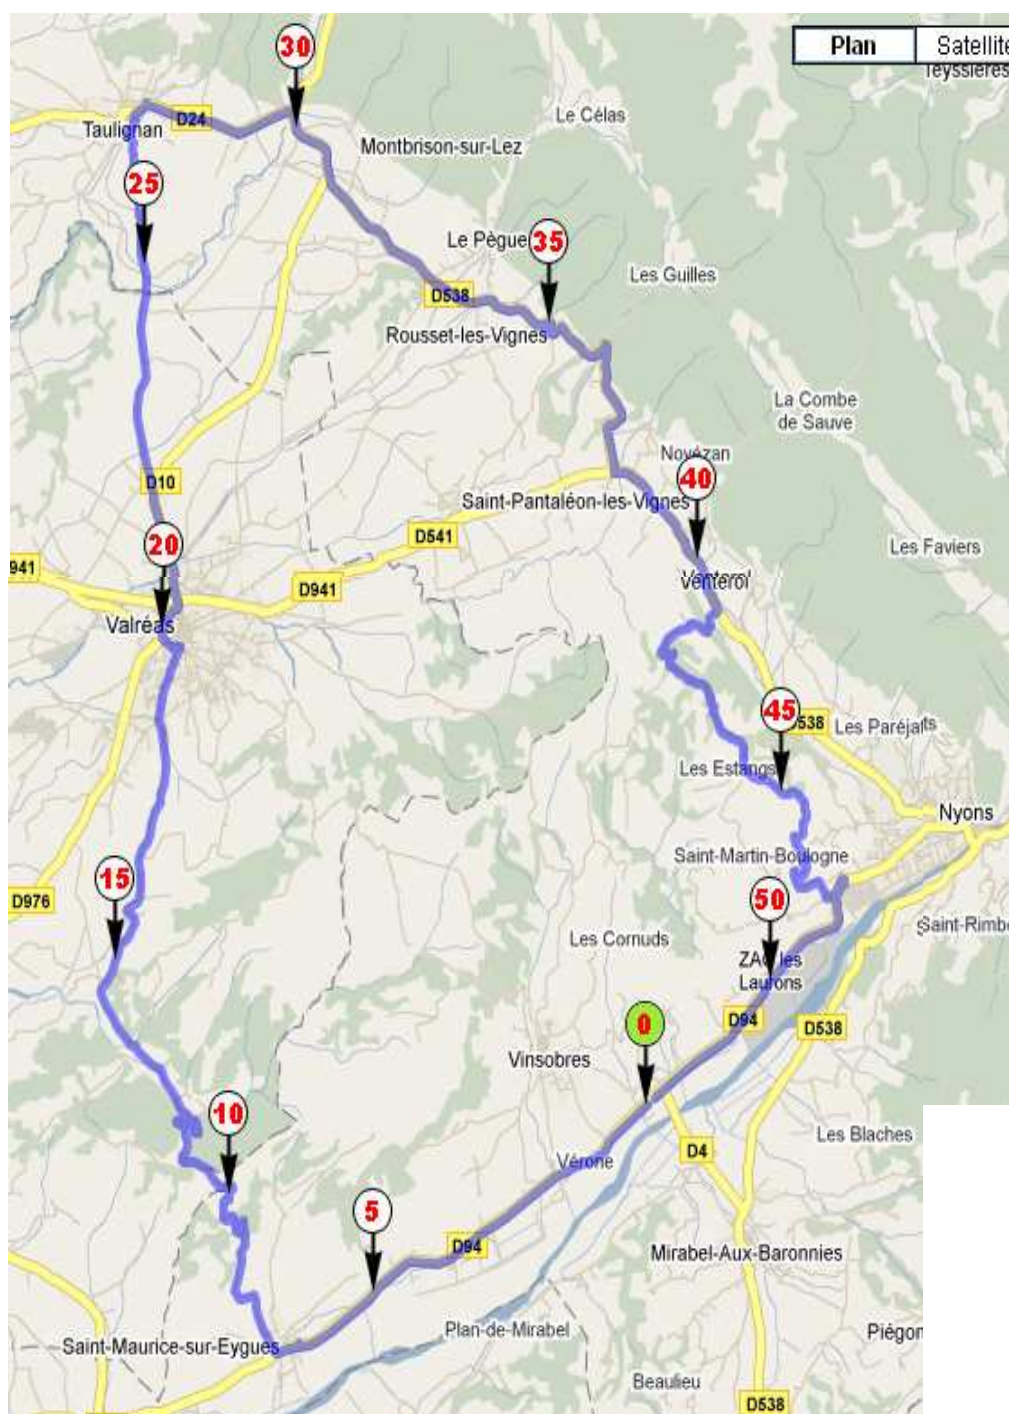 30
Plan
Satellite
Teyssières
Le Célas
D24
Taulignan
Montbrison-sur-Lez
25
Le Pègue
35
Les Guilles
D538
Rousset-les-Vignes
La Combe
de Sauve
Novézan
40
D10
Saint-Pantaléon-les-Vignes
20
D541
Les Faviers
941
D941
Venterol
Valréas
45
538
Les Paréjats
Les Estangs
Nyons
15
Saint-Martin-Boulogne
D976
50
Saint-Rimb
Les Cornuds
ZAC les
Laurons
0
D94
D538
Vinsobres
10
Les Blaches
Vérone
D4
5
D94
Mirabel-Aux-Baronnies
Plan-de-Mirabel
Piégon
Saint-Maurice-sur-Eygues
Beaulieu
D538